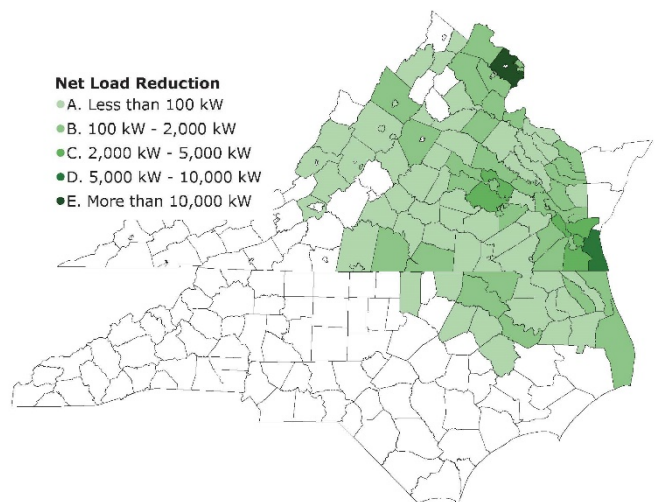 Net Load Reduction
A. Less than 100 kW
B. 100 kW - 2,000 kW
C. 2,000 kW - 5,000 kW
D. 5,000 kW - 10,000 kW
E. More than 10,000 kW